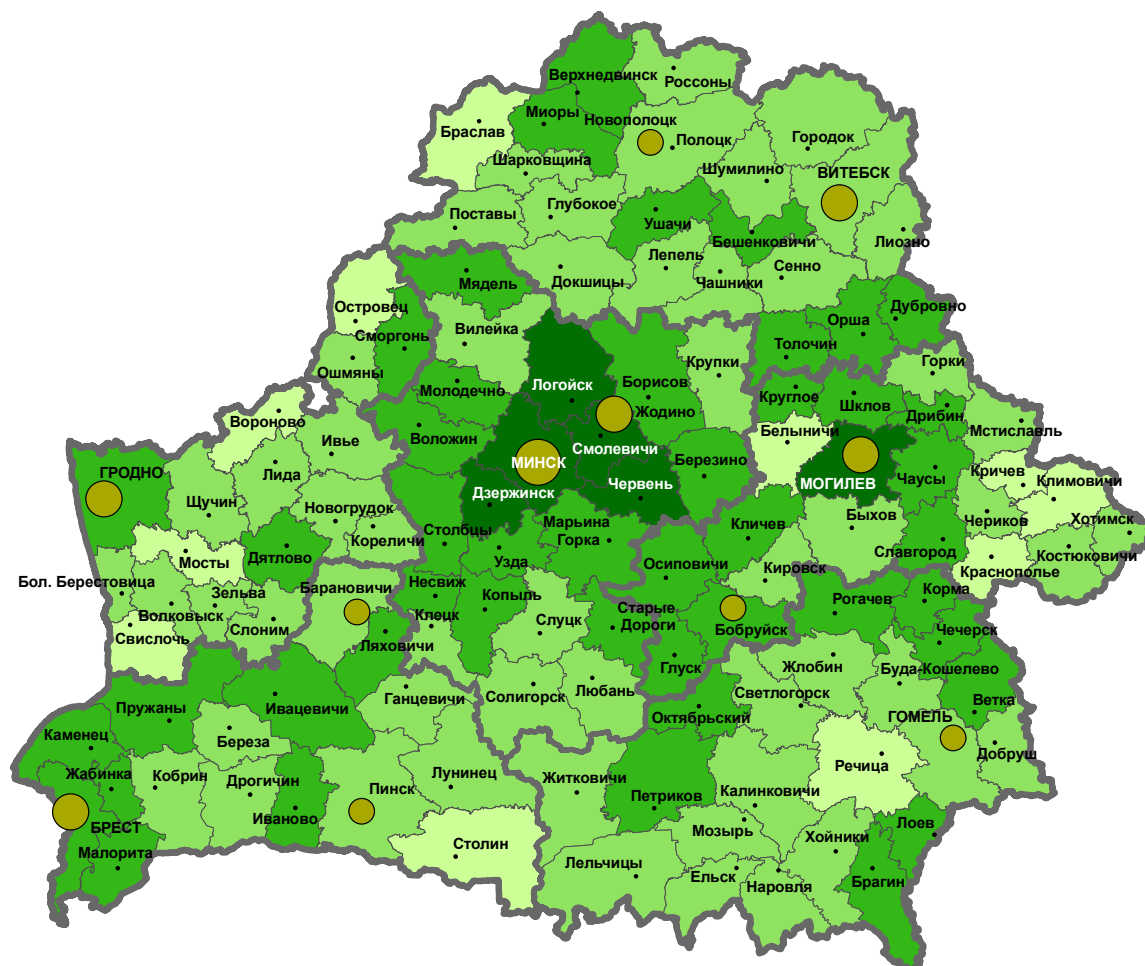 Верхнедвинск
Россоны
Миоры
Новополоцк
Браслав
Полоцк
Городок
Шарковщина
Шумилино
ВИТЕБСК
Поставы
Глубокое
Ушачи
Бешенковичи
Лиозно
Лепель
Сенно
Докшицы
Чашники
Мядель
Островец
Дубровно
Орша
Сморгонь
Вилейка
Толочин
Ошмяны
Крупки
Горки
Логойск
Борисов
Молодечно
Круглое
Шклов
Жодино
Дрибин
Вороново
Мстиславль
Воложин
Белыничи
Ивье
Смолевичи
МИНСК
Березино
ГРОДНО
Лида
Кричев
Климовичи
Червень
МОГИЛЕВ
Чаусы
Дзержинск
Щучин
Новогрудок
Быхов
Чериков
Хотимск
Кореличи
Столбцы
Марьина
Горка
Кличев
Славгород
Костюковичи
Мосты
Дятлово
Узда
Осиповичи
Краснополье
Бол. Берестовица
Барановичи
Несвиж
Кировск
Зельва
Копыль
Корма
Волковыск
Клецк
Старые
Дороги
Рогачев
Слоним
Слуцк
Бобруйск
Чечерск
Свислочь
Ляховичи
Глуск
Жлобин
Буда-Кошелево
Солигорск
Любань
Светлогорск
Ганцевичи
Ветка
Ивацевичи
Пружаны
Октябрьский
ГОМЕЛЬ
Каменец
Береза
Добруш
Речица
Жабинка
Кобрин
Дрогичин
Лунинец
Житковичи
Пинск
Калинковичи
Петриков
Иваново
БРЕСТ
Мозырь
Лоев
Хойники
Столин
Малорита
Лельчицы
Ельск
Наровля
Брагин